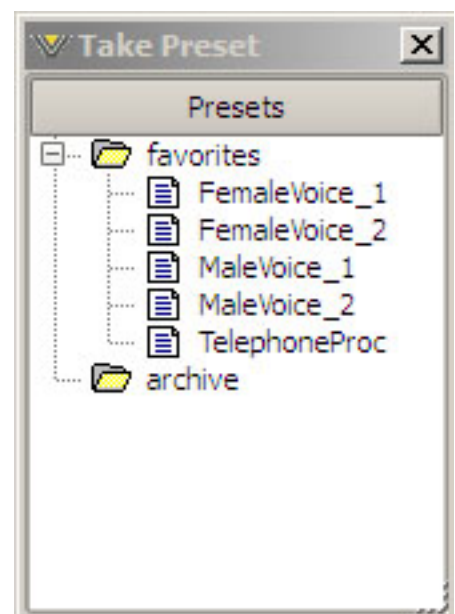 Take Preset
Presets
favorites
FemaleVoice_1
FemaleVoice_2
MaleVoice_1
MaleVoice_2
TelephoneProc
archive